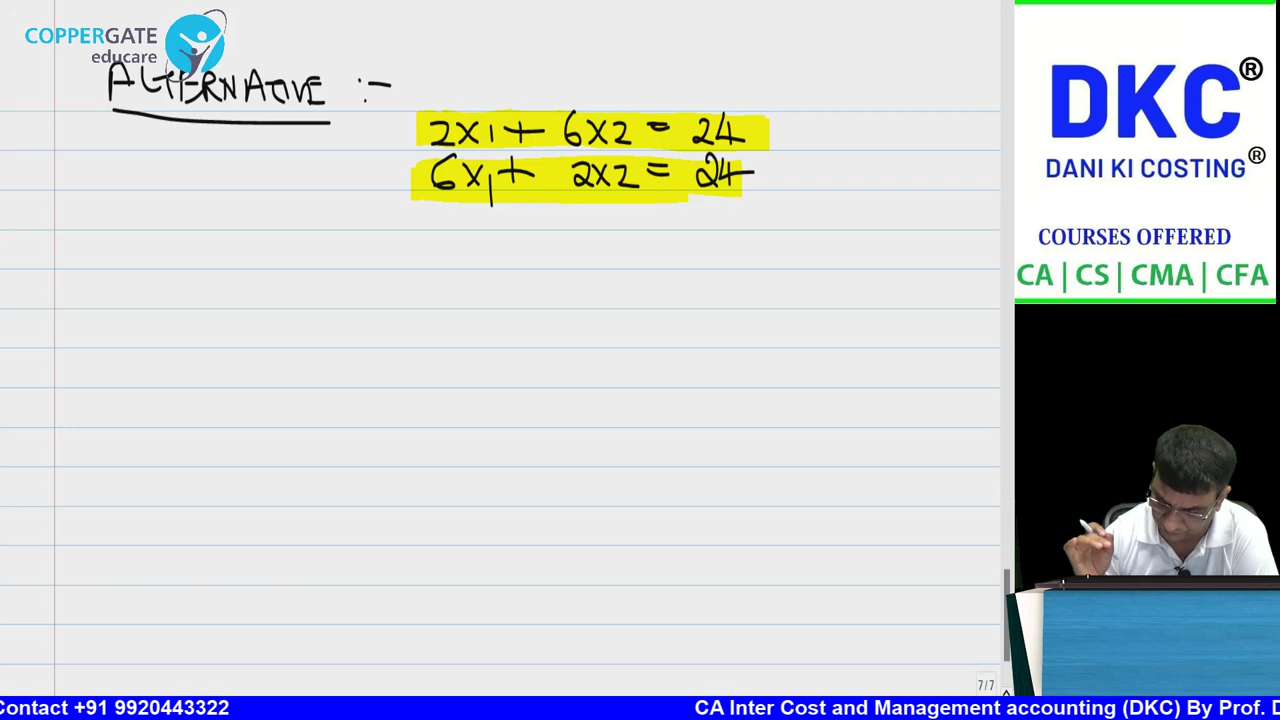 COPPERGATE
educare
ALTERNATIVE :-
2x1 + 6x2 = 24
6x1 + 2x2 = 24
7/7
DKC®
DANI KI COSTING®
COURSES OFFERED
CA | CS | CMA | CFA
Contact +91 9920443322
CA Inter Cost and Management accounting (DKC) By Prof. D